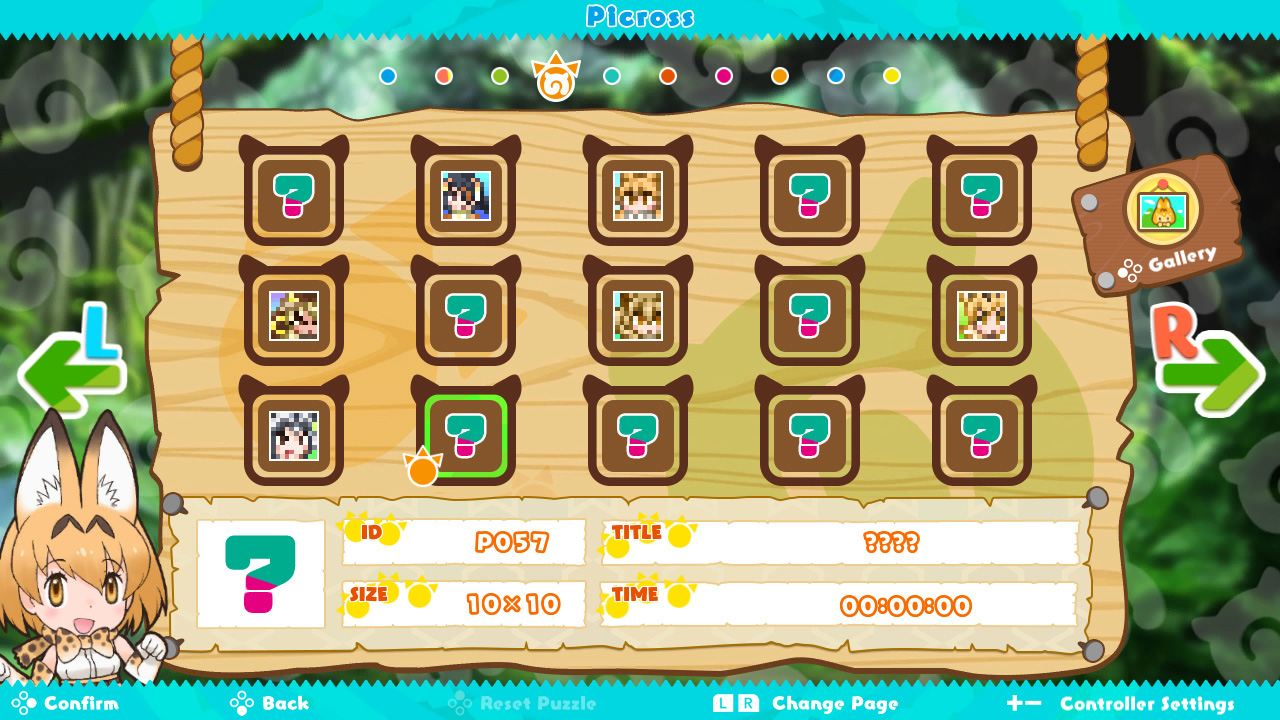 Picross
Gallery
L
R
ID
P057
TITLE
????
SIZE
10×10
TIME
00:00:00
Confirm
Back
Reset Puzzle
L R Change Page
+− Controller Settings